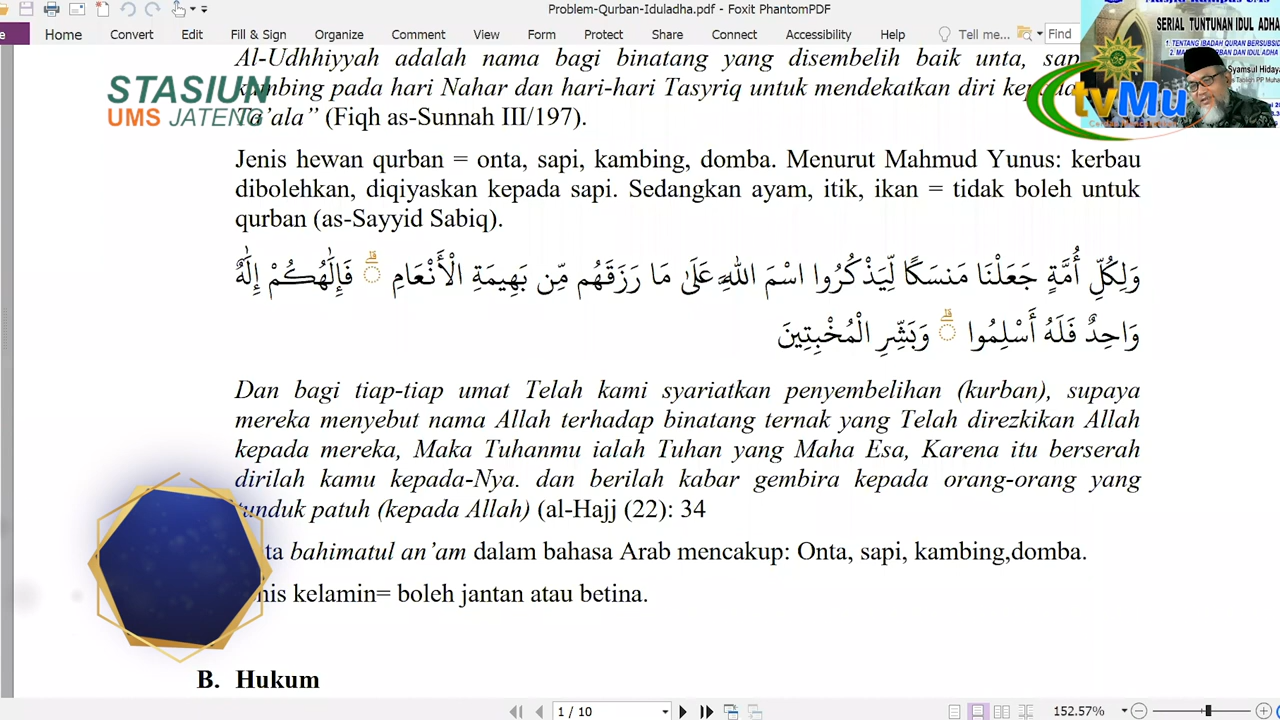 Problem-Qurban-Iduladha.pdf - Foxit PhantomPDF
Home Convert Edit Fill & Sign Organize Comment View Form Protect Share Connect Accessibility Help Tell me... Find
SERIAL TUNTUNAN IDUL ADHA
Syamsul Hidaya
tvMu
STASIUN
UMS JATENG
Al-Udhhiyyah adalah nama bagi binatang yang disembelih baik unta, sap
kambing pada hari Nahar dan hari-hari Tasyriq untuk mendekatkan diri
(Fiqh as-Sunnah III/197).
Jenis hewan qurban = onta, sapi, kambing, domba. Menurut Mahmud Yunus: kerbau
dibolehkan, diqiyaskan kepada sapi. Sedangkan ayam, itik, ikan = tidak boleh untuk
qurban (as-Sayyid Sabiq).
وَلِكُلِّ أُمَّةٍ جَعَلْنَا مَنسَكًا لِّيَذْكُرُوا اسْمَ اللَّهِ عَلَىٰ مَا رَزَقَهُم مِّن بَهِيمَةِ الْأَنْعَامِ ۗ فَإِلَٰهُكُمْ إِلَٰهٌ
وَاحِدٌ فَلَهُ أَسْلِمُوا ۗ وَبَشِّرِ الْمُخْبِتِينَ
Dan bagi tiap-tiap umat Telah kami syariatkan penyembelihan (kurban), supaya
mereka menyebut nama Allah terhadap binatang ternak yang Telah direzkikan Allah
kepada mereka, Maka Tuhanmu ialah Tuhan yang Maha Esa, Karena itu berserah
dirilah kamu kepada-Nya. dan berilah kabar gembira kepada orang-orang yang
tunduk patuh (kepada Allah) (al-Hajj (22): 34
ta bahimatul an’am dalam bahasa Arab mencakup: Onta, sapi, kambing,domba.
nis kelamin= boleh jantan atau betina.
B. Hukum
1 / 10
152.57%